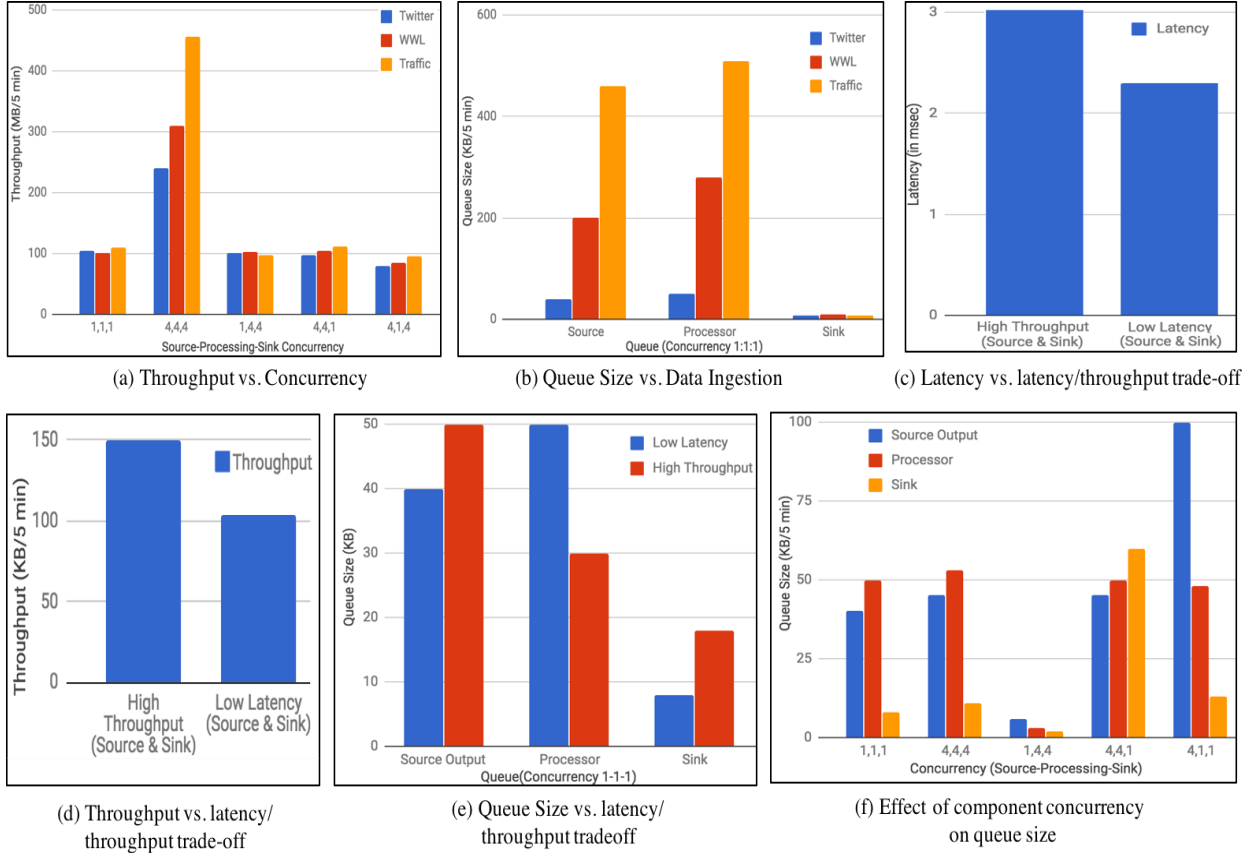 500
400
300
200
100
0
Throughput (MB/5 min)
Twitter
WWL
Traffic
1,1,1
4,4,4
1,4,4
4,4,1
4,1,4
Source-Processing-Sink Concurrency
(a) Throughput vs. Concurrency
600
400
200
0
Queue Size (KB/5 min)
Twitter
WWL
Traffic
Source
Processor
Sink
Queue (Concurrency 1:1:1)
(b) Queue Size vs. Data Ingestion
3
2
1
0
Latency (in msec)
Latency
High Throughput
(Source & Sink)
Low Latency
(Source & Sink)
(c) Latency vs. latency/throughput trade-off
150
100
50
0
Throughput (KB/5 min)
Throughput
High
Throughput
(Source & Sink)
Low Latency
(Source & Sink)
(d) Throughput vs. latency/
throughput trade-off
50
40
30
20
10
0
Queue Size (KB)
Low Latency
High Throughput
Source Output
Processor
Sink
Queue(Concurrency 1-1-1)
(e) Queue Size vs. latency/
throughput tradeoff
100
75
50
25
0
Queue Size (KB/5 min)
Source Output
Processor
Sink
1,1,1
4,4,4
1,4,4
4,4,1
4,1,1
Concurrency (Source-Processing-Sink)
(f) Effect of component concurrency
on queue size